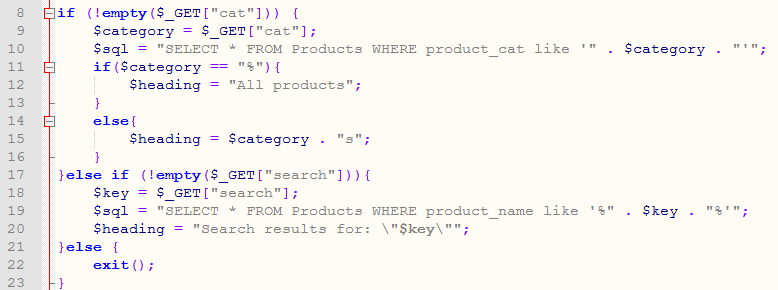 8 if (!empty($_GET["cat"])) {
9 $category = $_GET["cat"];
10 $sql = "SELECT * FROM Products WHERE product_cat like '" . $category . "'";
11 if($category == "%"){
12 $heading = "All products";
13 }
14 else{
15 $heading = $category . "s";
16 }
17 }else if (!empty($_GET["search"])){
18 $key = $_GET["search"];
19 $sql = "SELECT * FROM Products WHERE product_name like '%" . $key . "%'";
20 $heading = "Search results for: \"$key\"";
21 }else {
22 exit();
23 }